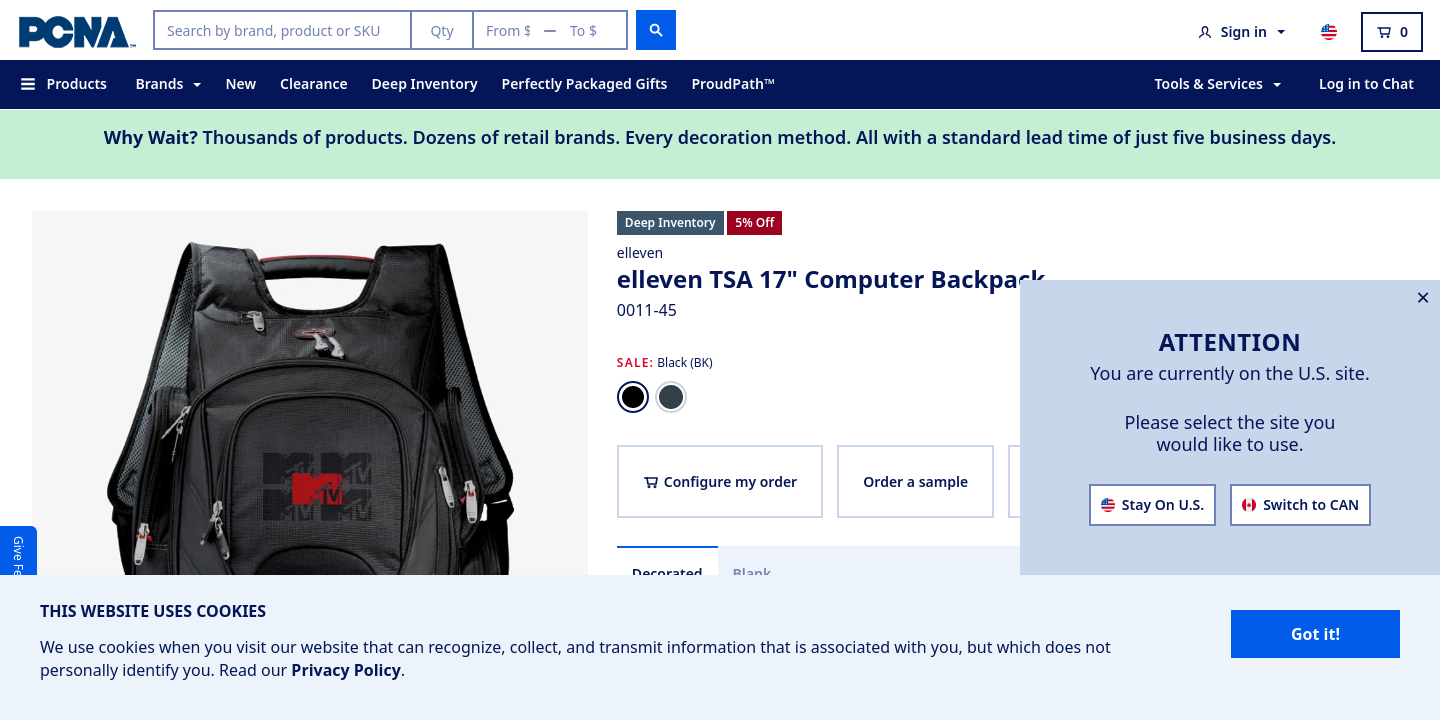 PCNA™
Search by brand, product or SKU
Qty
From $ — To $
Sign in
0
Products
Brands
New
Clearance
Deep Inventory
Perfectly Packaged Gifts
ProudPath™
Tools & Services
Log in to Chat
Why Wait? Thousands of products. Dozens of retail brands. Every decoration method. All with a standard lead time of just five business days.
Deep Inventory
5% Off
elleven
elleven TSA 17" Computer Backpack
0011-45
SALE: Black (BK)
Configure my order
Order a sample
Decorated
Blank
ATTENTION
You are currently on the U.S. site.
Please select the site you
would like to use.
Stay On U.S.
Switch to CAN
MTV
Give Fe
THIS WEBSITE USES COOKIES
We use cookies when you visit our website that can recognize, collect, and transmit information that is associated with you, but which does not
personally identify you. Read our Privacy Policy.
Got it!